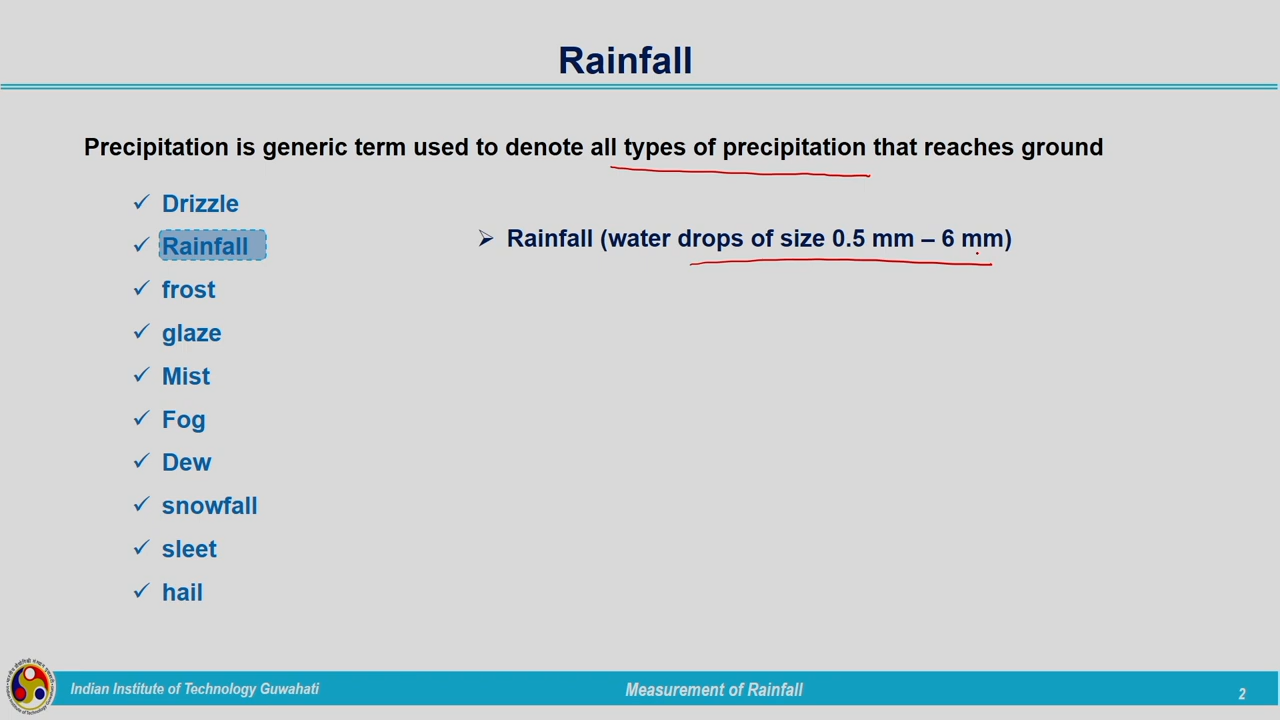 Rainfall
Precipitation is generic term used to denote all types of precipitation that reaches ground
✓ Drizzle
✓ Rainfall
➢ Rainfall (water drops of size 0.5 mm – 6 mm)
✓ frost
✓ glaze
✓ Mist
✓ Fog
✓ Dew
✓ snowfall
✓ sleet
✓ hail
Indian Institute of Technology Guwahati
Measurement of Rainfall
2